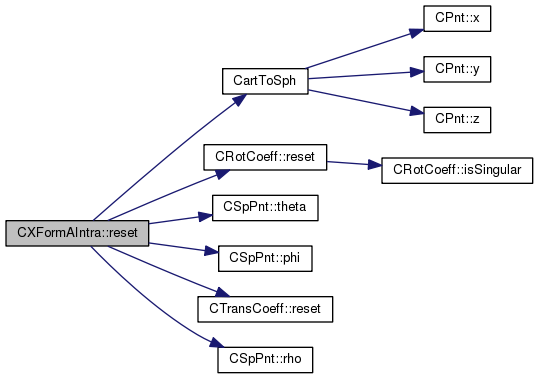 CPnt::x
CartToSph
CPnt::y
CPnt::z
CRotCoeff::reset
CRotCoeff::isSingular
CSpPnt::theta
CXFormAIntra::reset
CSpPnt::phi
CTransCoeff::reset
CSpPnt::rho